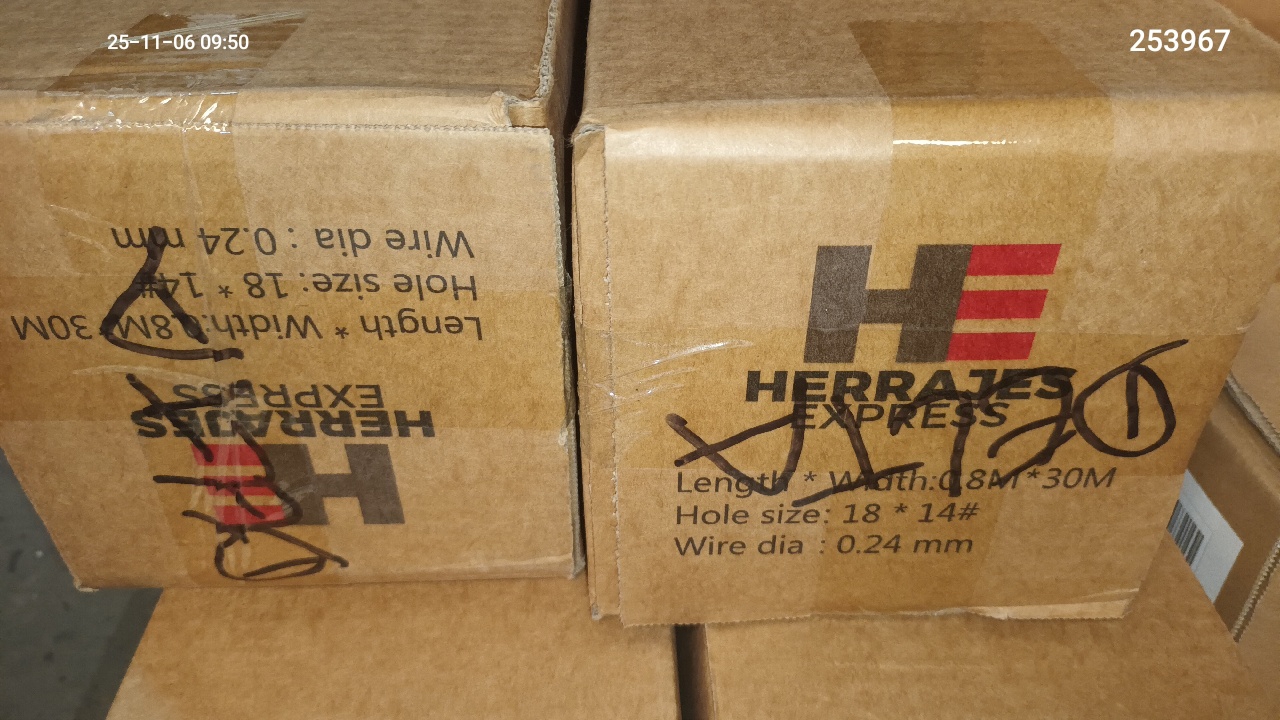 25-11-06 09:50
253967
Wire dia : 0.24 mm
Hole size: 18 * 14#
Length * Width:0.8M*30M
HERRAJES
EXPRESS
HE
HE
HERRAJES
EXPRESS
Length * Width:0.8M*30M
Hole size: 18 * 14#
Wire dia : 0.24 mm